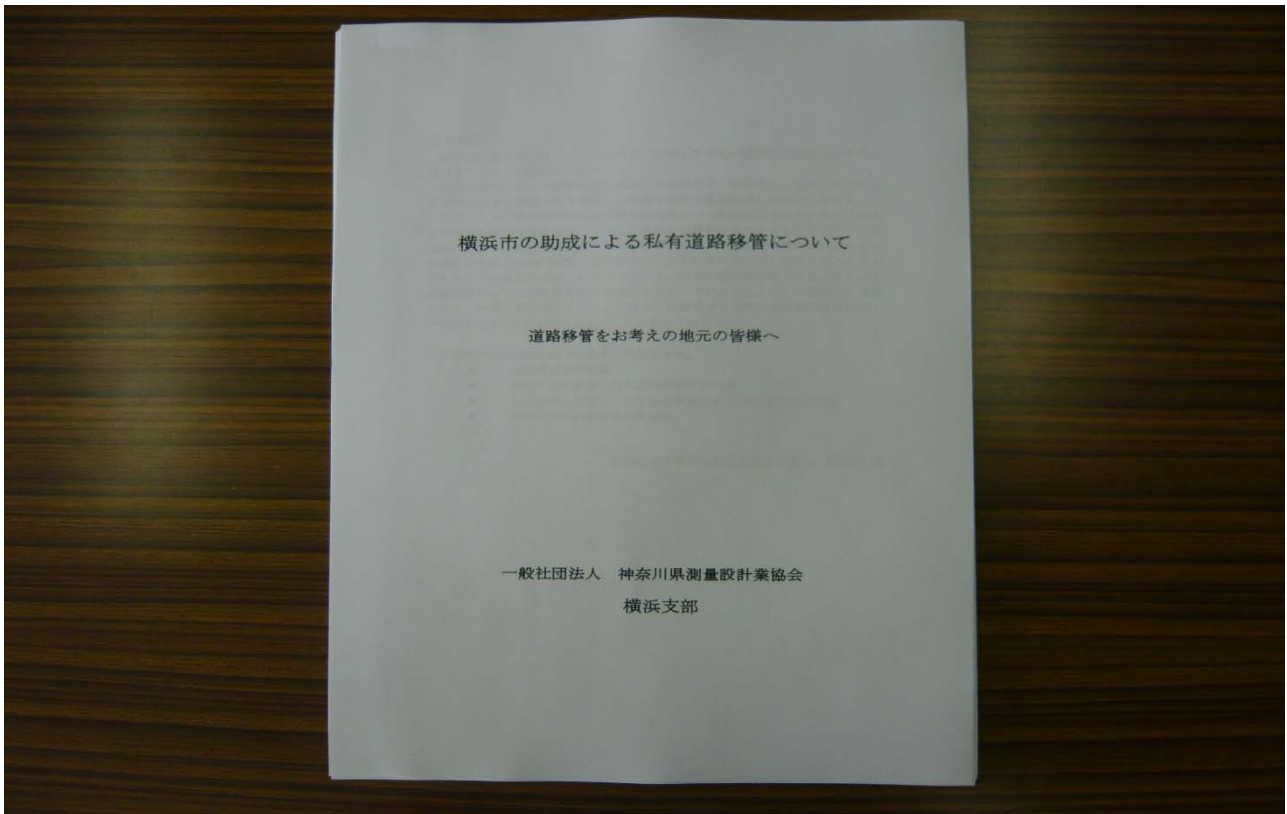 横浜市の助成による私有道路移管について
道路移管をお考えの地元の皆様へ
一般社団法人　神奈川県測量設計業協会
横浜支部